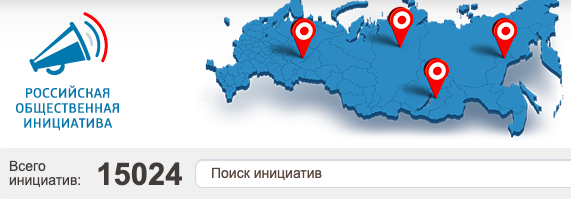 РОССИЙСКАЯ
ОБЩЕСТВЕННАЯ
ИНИЦИАТИВА
Всего
инициатив:
15024
Поиск инициатив